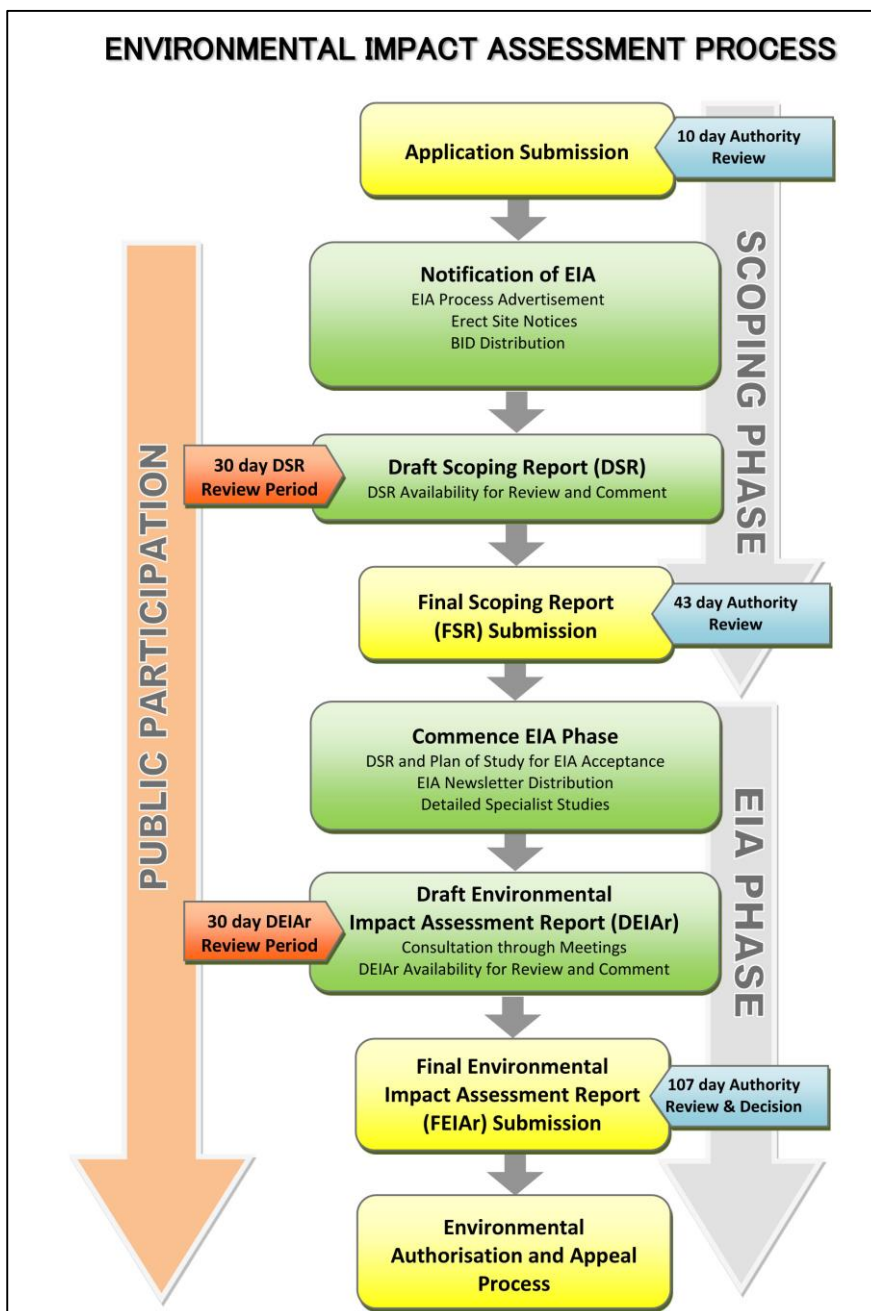 ENVIRONMENTAL IMPACT ASSESSMENT PROCESS
Application Submission
10 day Authority
Review
SCOPING PHASE
Notification of EIA
EIA Process Advertisement
Erect Site Notices
BID Distribution
PUBLIC PARTICIPATION
30 day DSR
Review Period
Draft Scoping Report (DSR)
DSR Availability for Review and Comment
Final Scoping Report
(FSR) Submission
43 day Authority
Review
Commence EIA Phase
DSR and Plan of Study for EIA Acceptance
EIA Newsletter Distribution
Detailed Specialist Studies
EIA PHASE
30 day DEIAr
Review Period
Draft Environmental
Impact Assessment Report (DEIAr)
Consultation through Meetings
DEIAr Availability for Review and Comment
Final Environmental
Impact Assessment Report
(FEIAr) Submission
107 day Authority
Review & Decision
Environmental
Authorisation and Appeal
Process